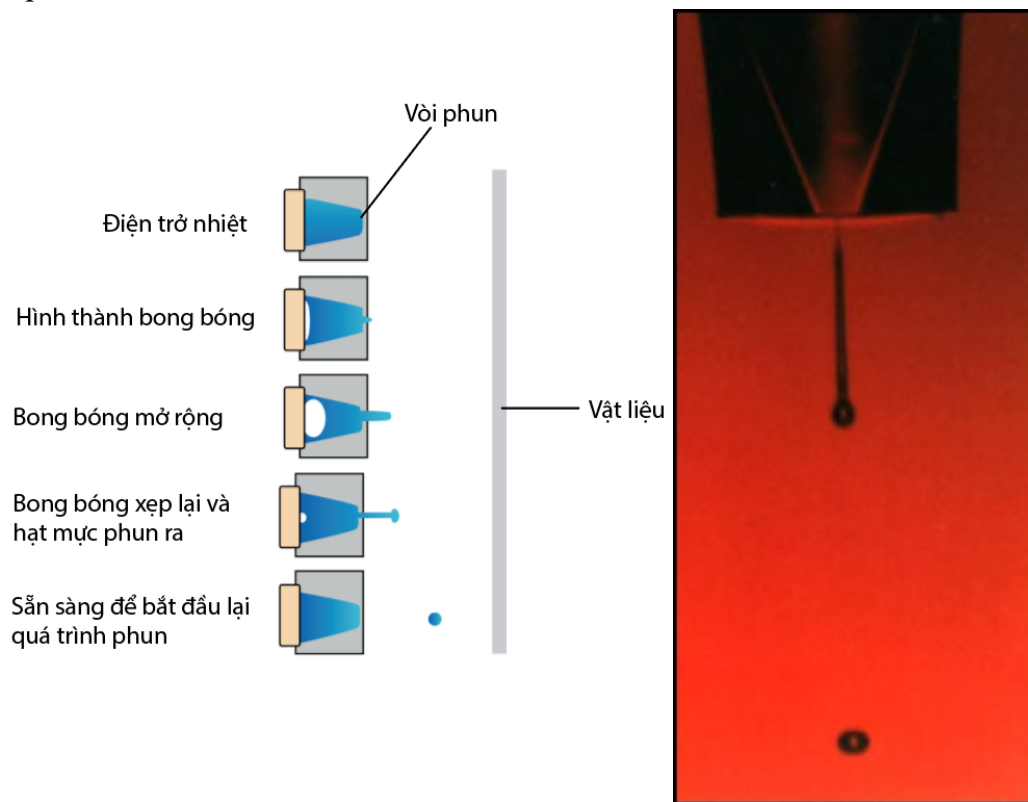 Vòi phun
Điện trở nhiệt
Hình thành bong bóng
Bong bóng mở rộng
Vật liệu
Bong bóng xẹp lại và
hạt mực phun ra
Sẵn sàng để bắt đầu lại
quá trình phun